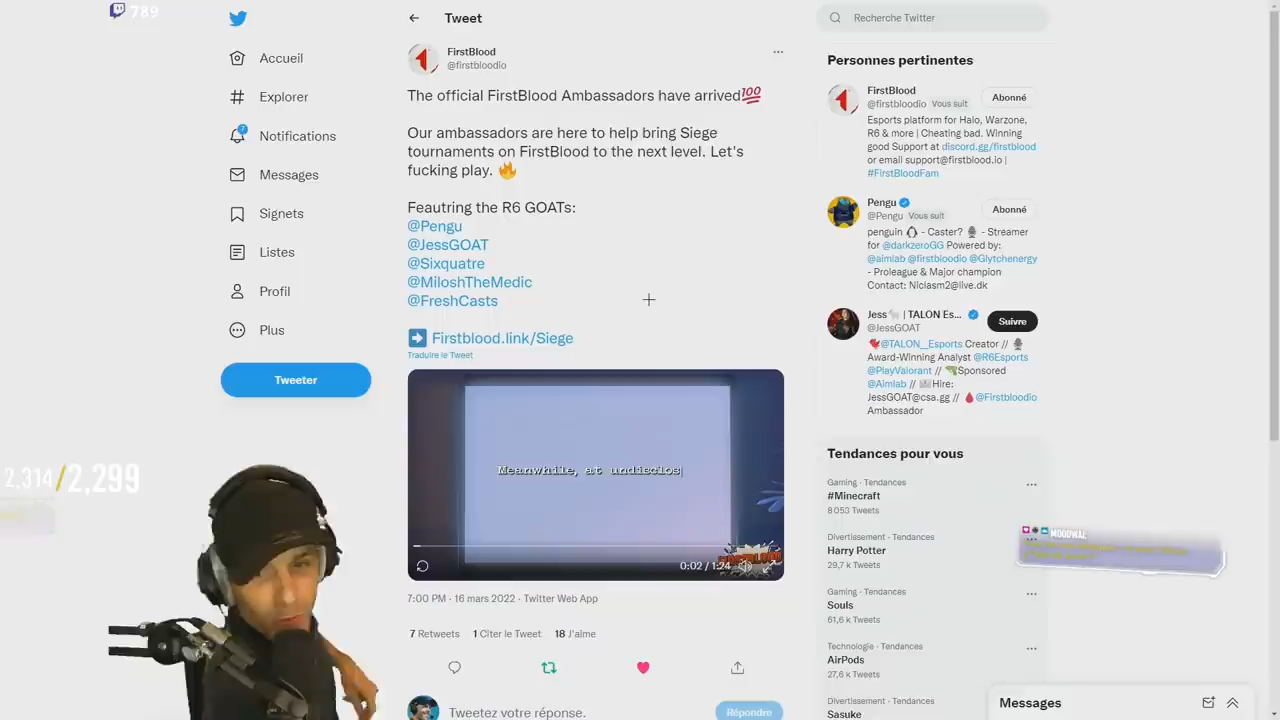 789
Tweet
Recherche Twitter
Accueil
Explorer
7
Notifications
Messages
Signets
Listes
Profil
Plus
Tweeter
2,314/2,299
FirstBlood
@firstbloodio
The official FirstBlood Ambassadors have arrived💯
Our ambassadors are here to help bring Siege
tournaments on FirstBlood to the next level. Let's
fucking play. 🔥
Feautring the R6 GOATs:
@Pengu
@JessGOAT
@Sixquatre
@MiloshTheMedic
@FreshCasts
➡️ Firstblood.link/Siege
Traduire le Tweet
Meanwhile, at undisclos
0:02 / 1:24
FIRSTBLOOD
7:00 PM · 16 mars 2022 · Twitter Web App
7 Retweets 1 Citer le Tweet 18 J'aime
Tweetez votre réponse.
Répondre
Personnes pertinentes
FirstBlood
@firstbloodio Vous suit
Abonné
Esports platform for Halo, Warzone,
R6 & more | Cheating bad. Winning
good Support at discord.gg/firstblood
or email support@firstblood.io |
#FirstBloodFam
Pengu
@Pengu Vous suit
Abonné
penguin 🐧 - Caster? 🎙 - Streamer
for @darkzeroGG Powered by:
@aimlab @firstbloodio @Glytchenergy
- Proleague & Major champion
Contact: Niclasm2@live.dk
Jess🐐 | TALON Es...
@JessGOAT
Suivre
@TALON__Esports Creator // 🎙
Award-Winning Analyst @R6Esports
@PlayValorant // 🔫Sponsored
@Aimlab // 📧Hire:
JessGOAT@csa.gg // 🩸@Firstbloodio
Ambassador
Tendances pour vous
Gaming · Tendances
#Minecraft
8 053 Tweets
Divertissement · Tendances
Harry Potter
29,7 k Tweets
Gaming · Tendances
Souls
61,6 k Tweets
Technologie · Tendances
AirPods
27,6 k Tweets
Divertissement · Tendances
Sasuke
Messages